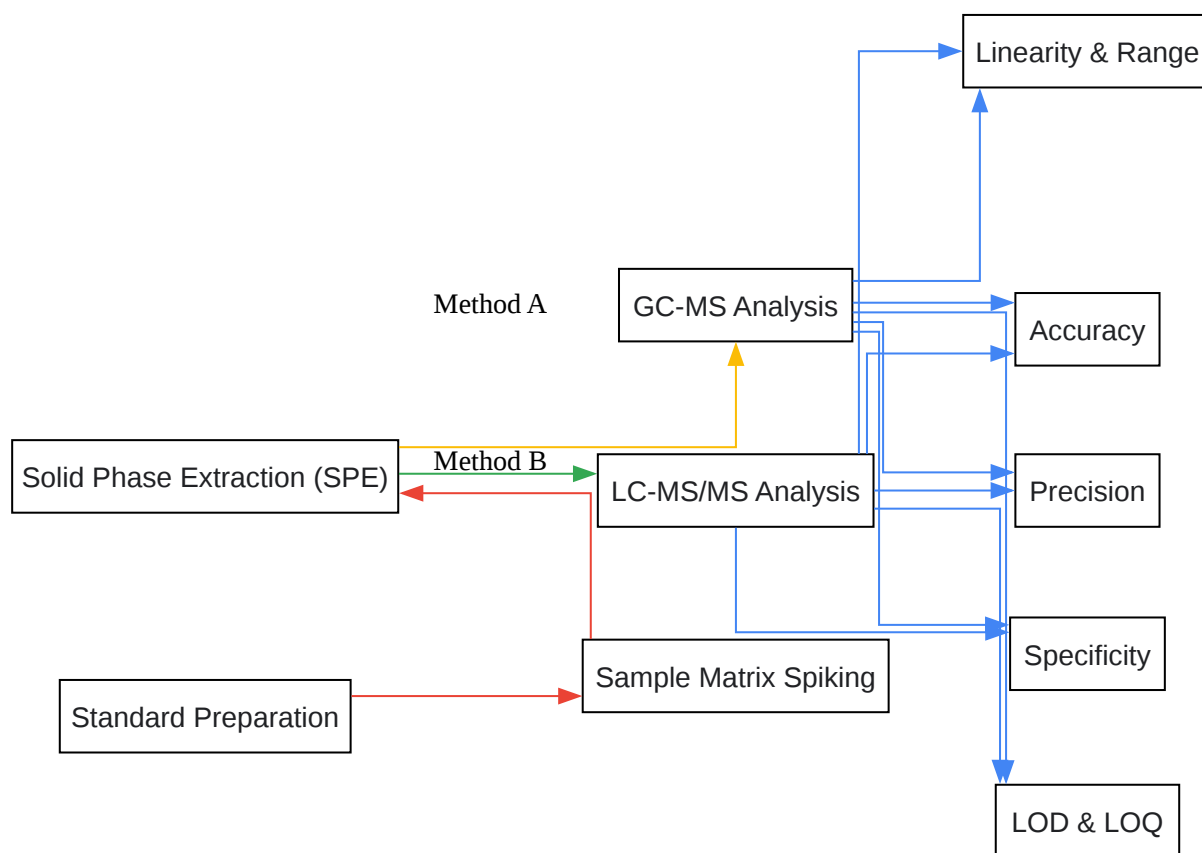 Linearity & Range
Method A
GC-MS Analysis
Accuracy
Solid Phase Extraction (SPE)
Method B
LC-MS/MS Analysis
Precision
Specificity
Sample Matrix Spiking
Standard Preparation
LOD & LOQ